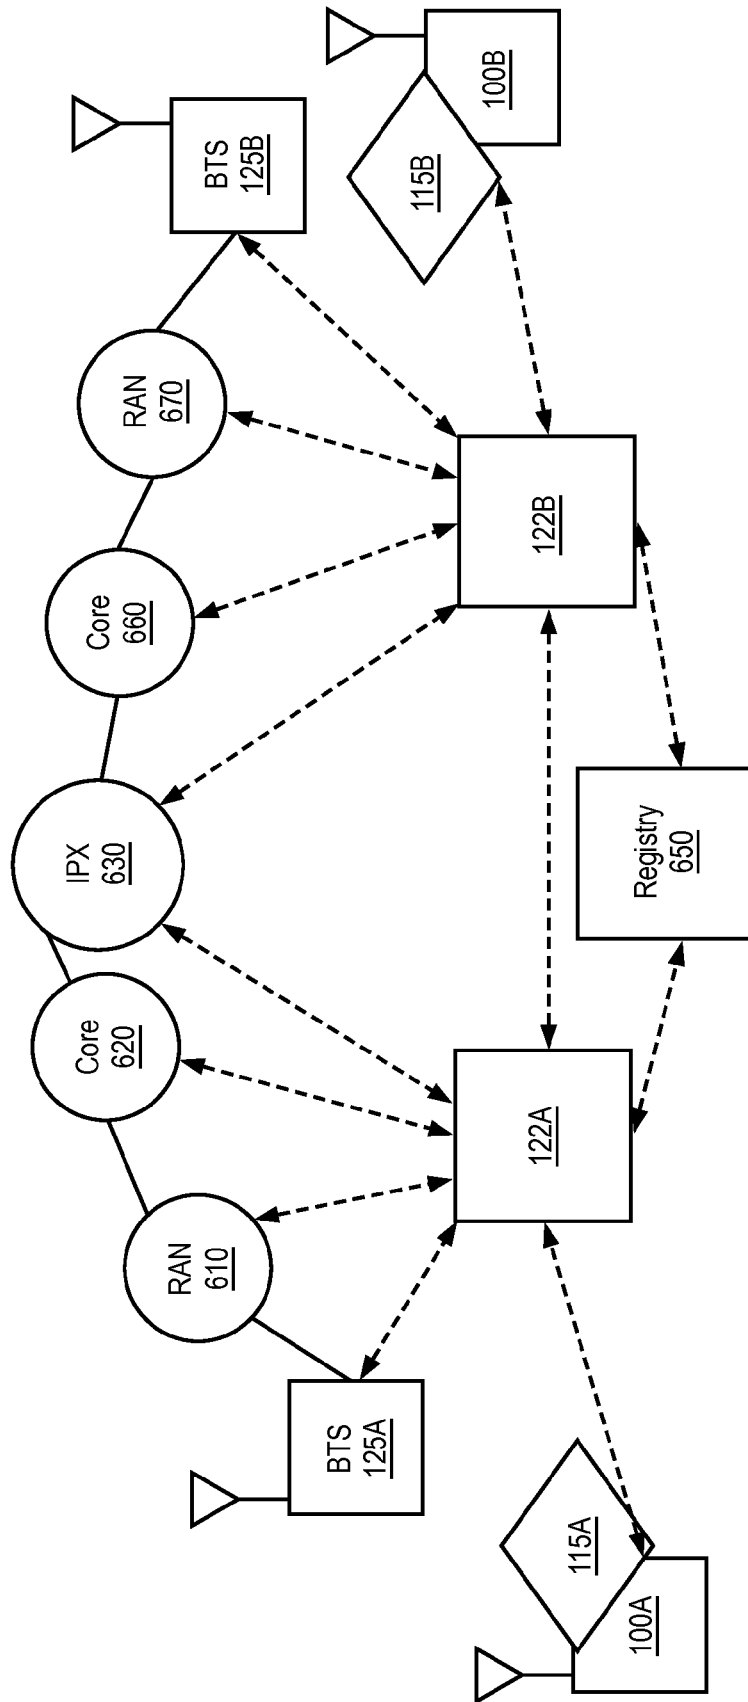 BTS
125A
RAN
610
Core
620
IPX
630
Core
660
RAN
670
BTS
125B
115A
100A
122A
122B
115B
100B
Registry
650